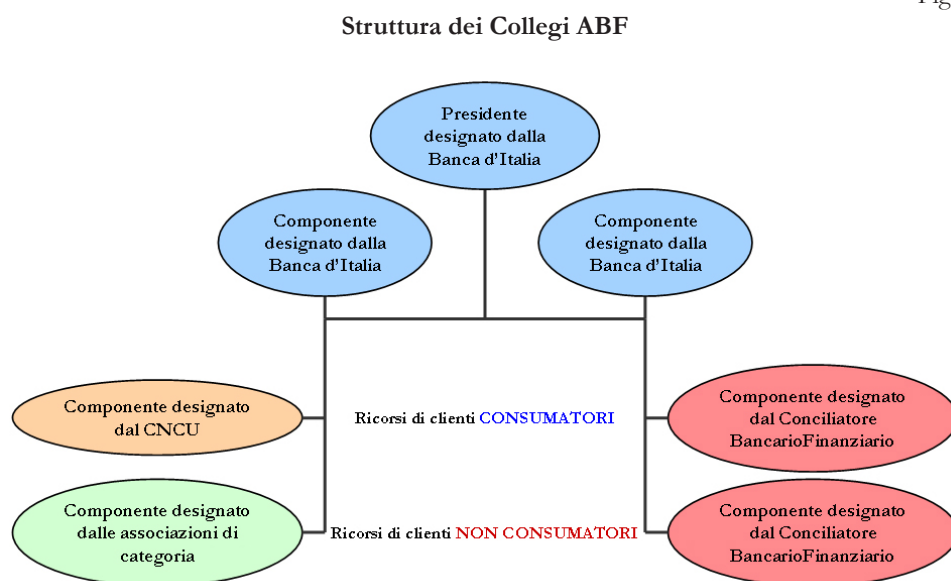 Fig
Struttura dei Collegi ABF
Presidente
designato dalla
Banca d'Italia
Componente
designato dalla
Banca d'Italia
Componente
designato dalla
Banca d'Italia
Componente designato
dal CNCU
Ricorsi di clienti CONSUMATORI
Componente designato
dal Conciliatore
BancarioFinanziario
Componente designato
dalle associazioni di
categoria
Ricorsi di clienti NON CONSUMATORI
Componente designato
dal Conciliatore
BancarioFinanziario